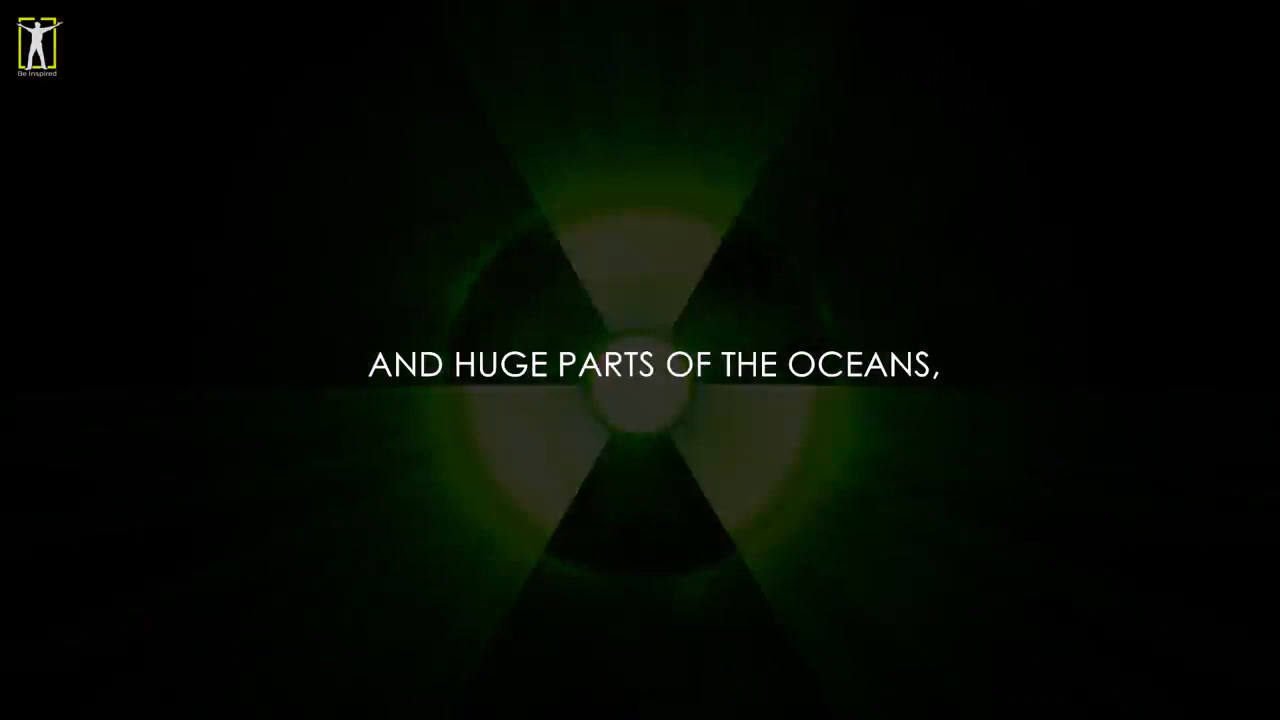 Be Inspired
AND HUGE PARTS OF THE OCEANS,